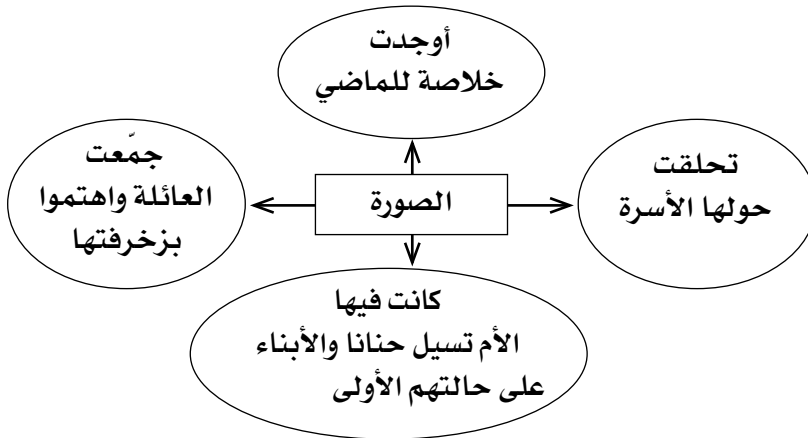 أوجدت
خلاصة للماضي
تحلقت
حولها الأسرة
الصورة
جمّعت
العائلة واهتموا
بزخرفتها
كانت فيها
الأم تسيل حنانا والأبناء
على حالتهم الأولى